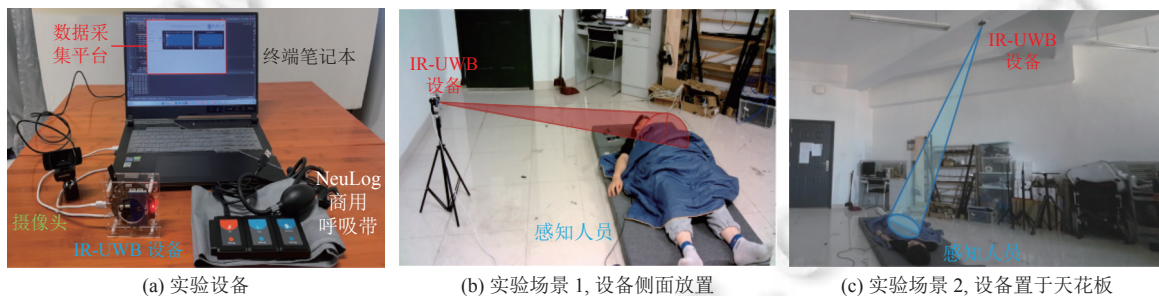 数据采
集平台
终端笔记本
NeuLog
商用
呼吸带
摄像头
IR-UWB 设备
(a) 实验设备
IR-UWB
设备
感知人员
(b) 实验场景 1, 设备侧面放置
IR-UWB
设备
感知人员
(c) 实验场景 2, 设备置于天花板